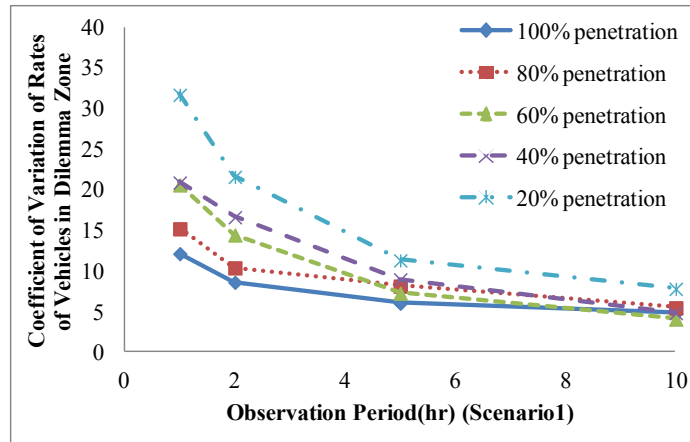 Coefficient of Variation of Rates
of Vehicles in Dilemma Zone
40
35
30
25
20
15
10
5
0
100% penetration
80% penetration
60% penetration
40% penetration
20% penetration
0 2 4 6 8 10
Observation Period(hr) (Scenario1)